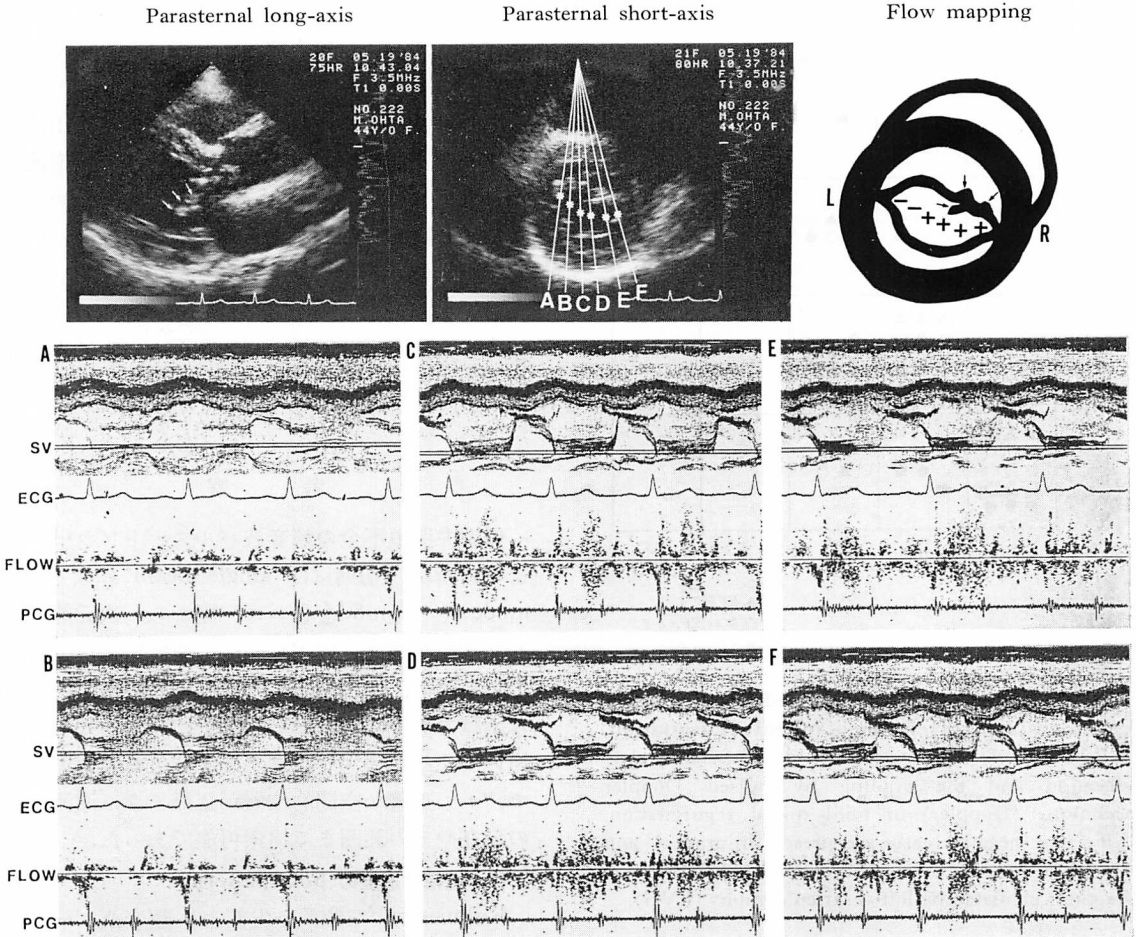 Parasternal long-axis
Parasternal short-axis
Flow mapping
20F 05.19'84
75HR 10.43.04
F 3.5MHz
T1 0.00S
NO.222
M.OHTA
44Y/O F.
21F 05.19'84
80HR 10.37.21
F 3.5MHz
T1 0.00S
NO.222
M.OHTA
44Y/O F.
A B C D E F
L
R
− − + + + + +
A
C
E
SV
ECG
FLOW
PCG
B
D
F
SV
ECG
FLOW
PCG